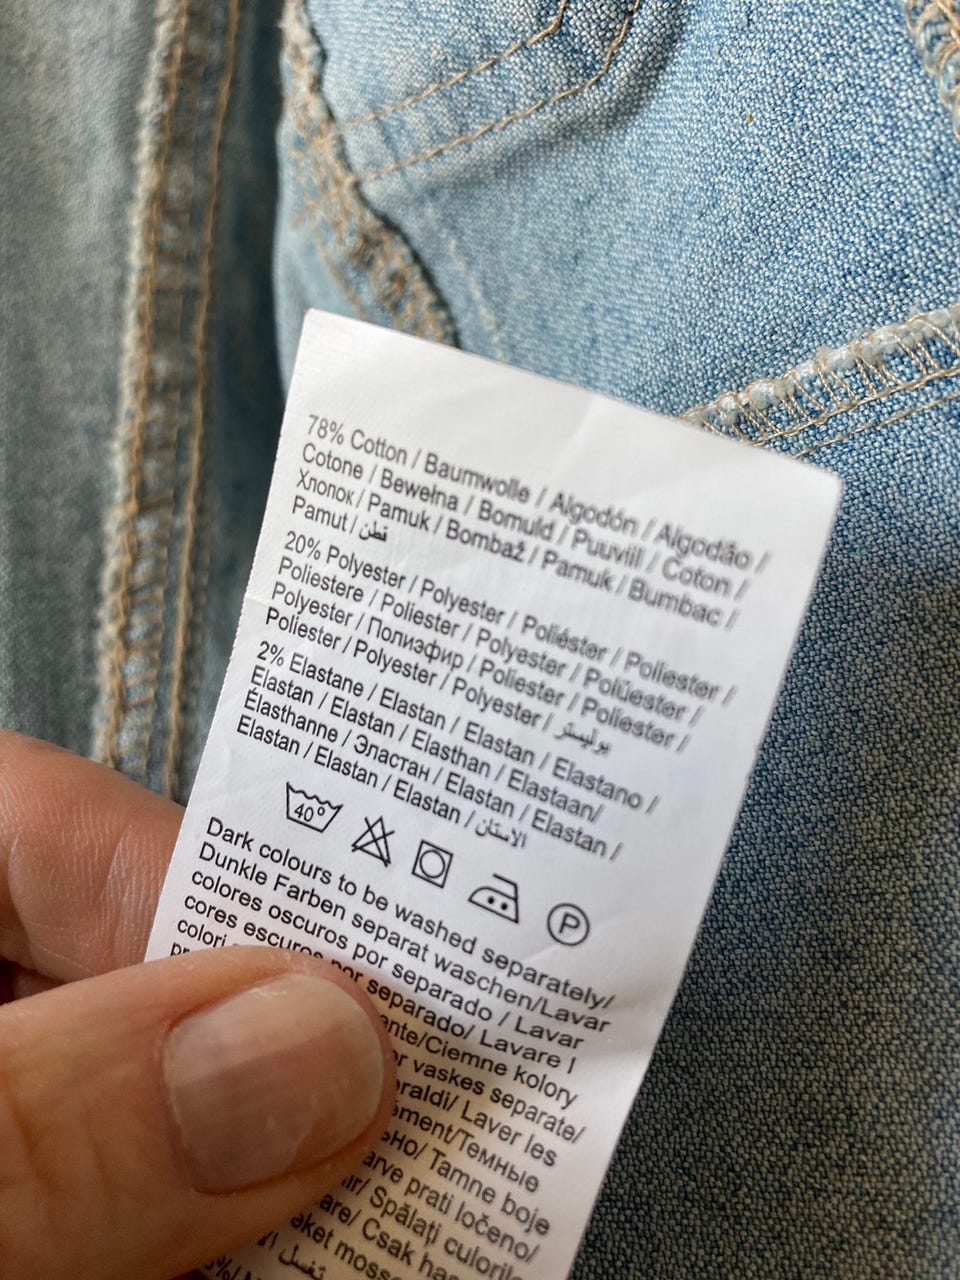 78% Cotton / Baumwolle / Algodón / Algodão /
Cotone / Bewełna / Bomuld / Puuvill / Coton /
Хлопок / Pamuk / Bombaž / Pamuk / Bumbac /
Pamut / قطن
20% Polyester / Polyester / Poliéster / Poliester /
Poliestere / Poliester / Polyester / Polüester /
Polyester / Полиэфир / Poliester / Poliester /
Poliester / Polyester / Polyester / بوليستر
2% Elastane / Elastan / Elastan / Elastano /
Elastan / Elastan / Elasthan / Elastaan/
Élasthanne / Эластан / Elastan / Elastan /
Elastan / Elastan / Elastan / الاستان
40°
P
Dark colours to be washed separately/
Dunkle Farben separat waschen/Lavar
colores oscuros por separado / Lavar
cores escuros por separado/ Lavare I
colori
ente/Ciemne kolory
vaskes separate/
Laver les
ment/Темные
Tamne boje
prati ločeno/
Spălați culorile
Csak